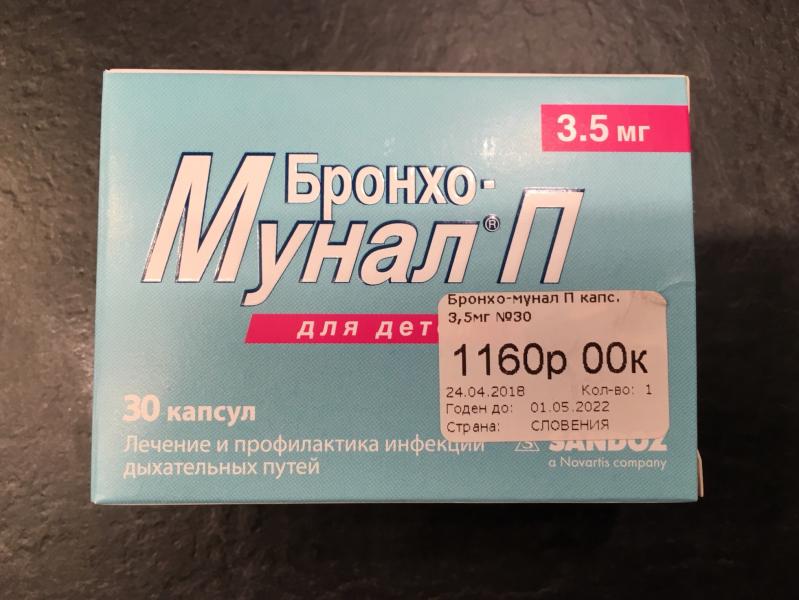 3.5 мг
Бронхо-
Мунал® П
для дет
Бронхо-мунал П капс.
3,5мг №30
1160р 00к
24.04.2018 Кол-во: 1
Годен до: 01.05.2022
Страна: СЛОВЕНИЯ
30 капсул
Лечение и профилактика инфекций
дыхательных путей
SANDOZ
a Novartis company